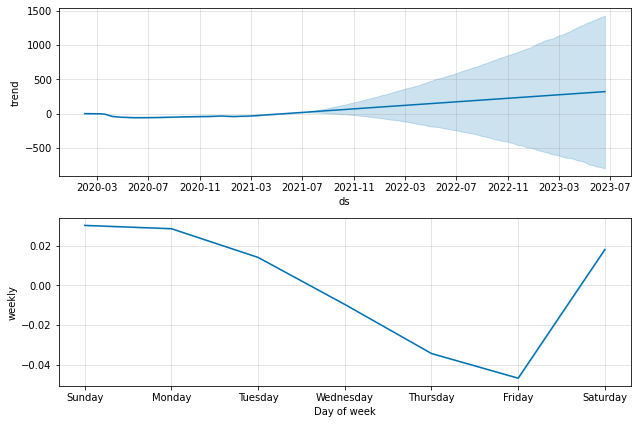 1500
1000
500
0
−500
trend
2020-03 2020-07 2020-11 2021-03 2021-07 2021-11 2022-03 2022-07 2022-11 2023-03 2023-07
ds
0.02
0.00
−0.02
−0.04
weekly
Sunday Monday Tuesday Wednesday Thursday Friday Saturday
Day of week